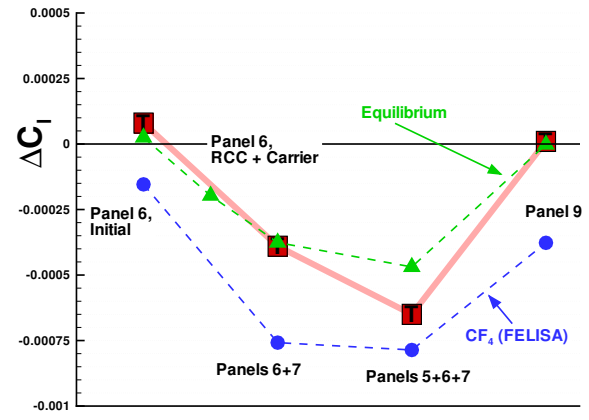 0.0005
0.00025
0
-0.00025
-0.0005
-0.00075
-0.001
ΔCl
Equilibrium
Panel 6,
RCC + Carrier
Panel 6,
Initial
Panel 9
CF4 (FELISA)
Panels 6+7
Panels 5+6+7
T
T
T
T